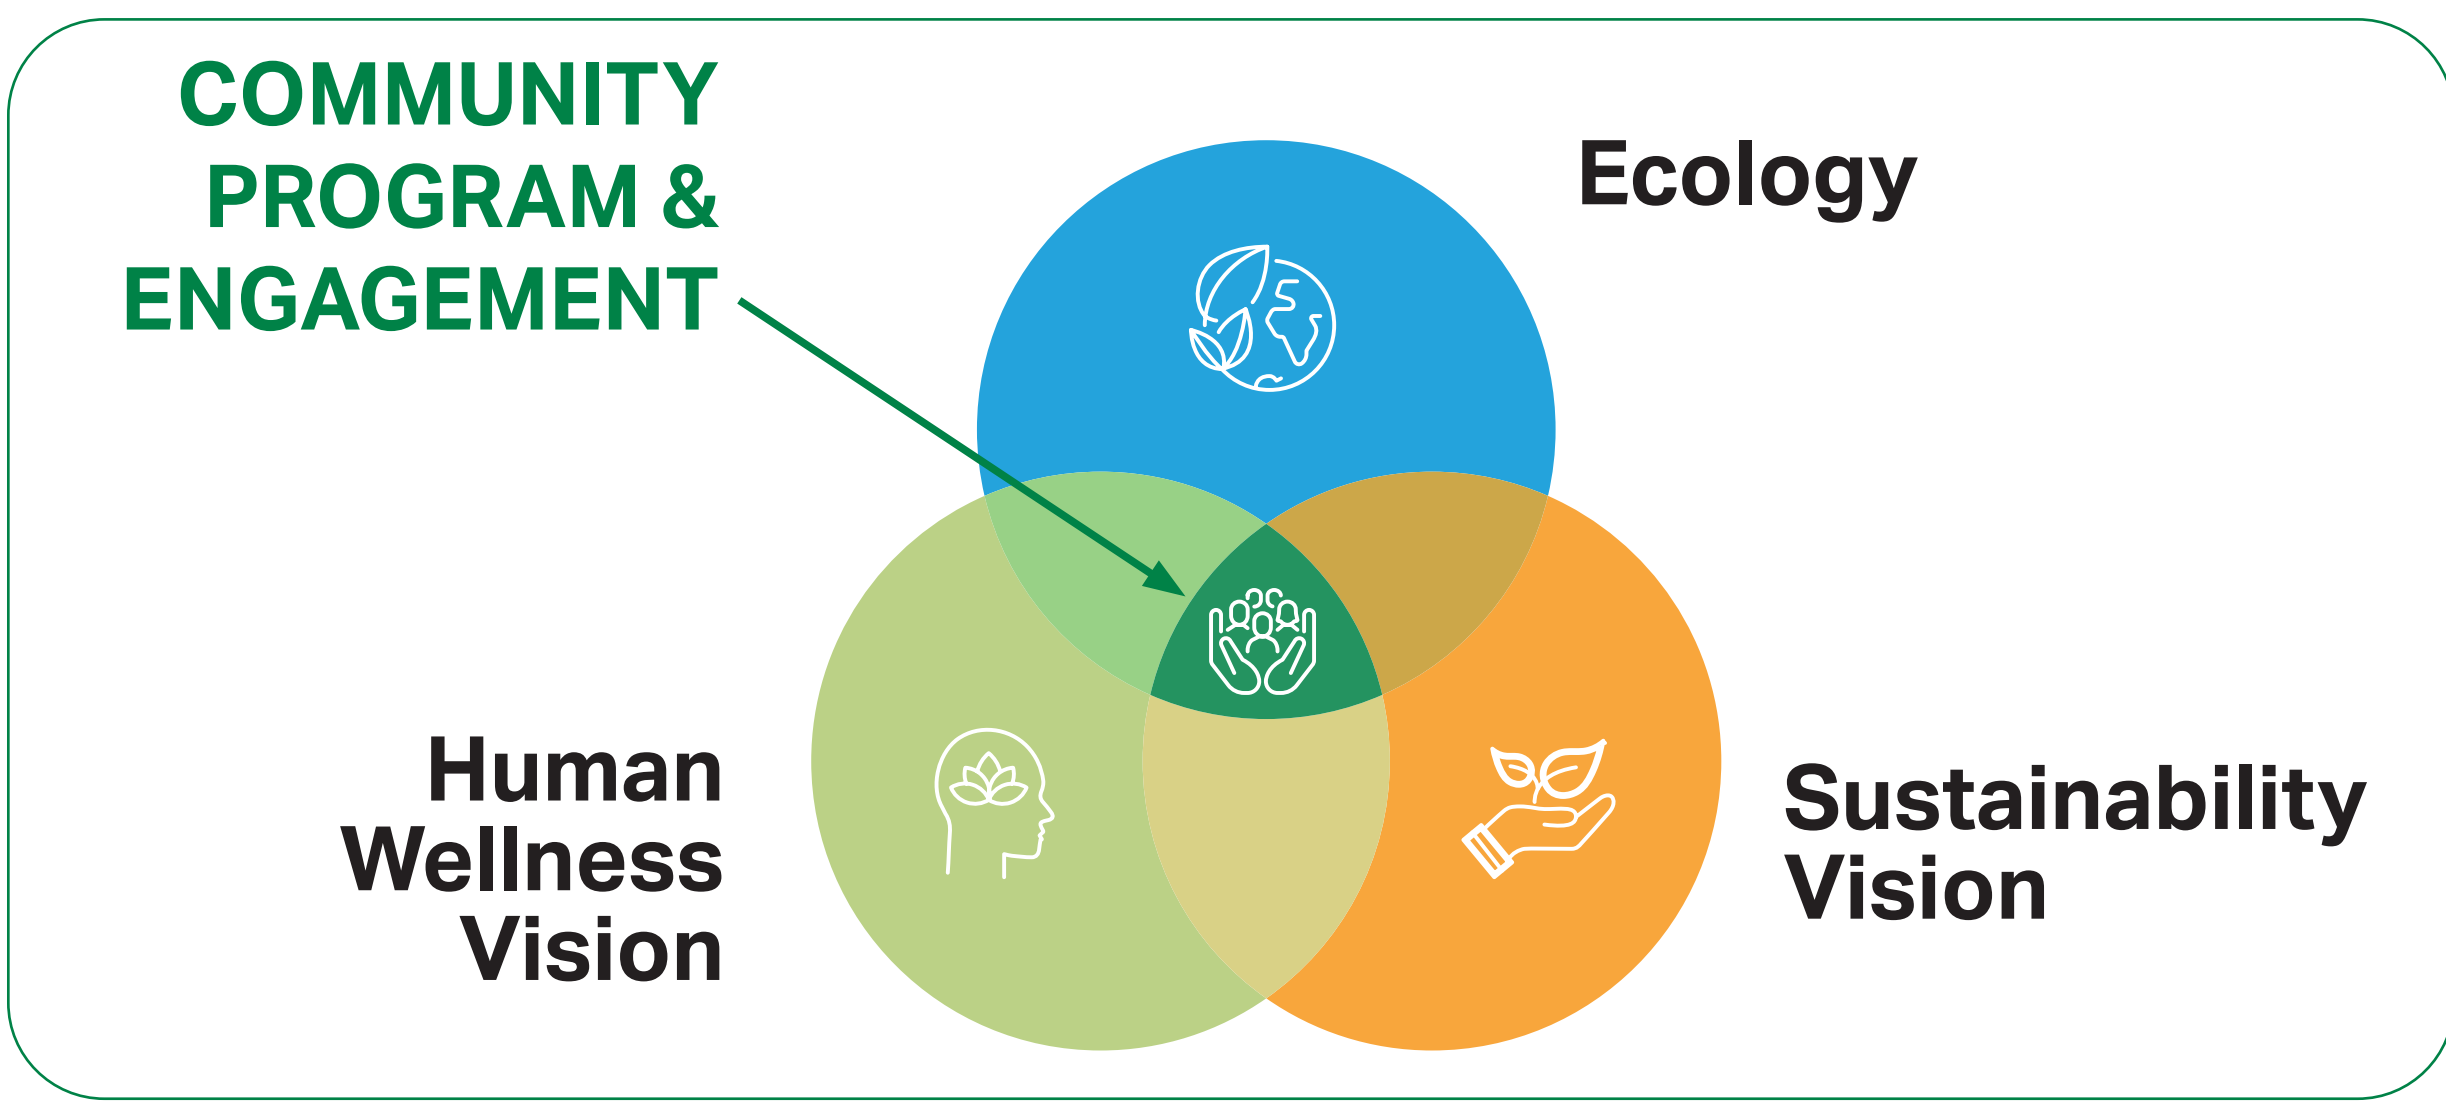 COMMUNITY
PROGRAM &
ENGAGEMENT
Ecology
Human
Wellness
Vision
Sustainability
Vision